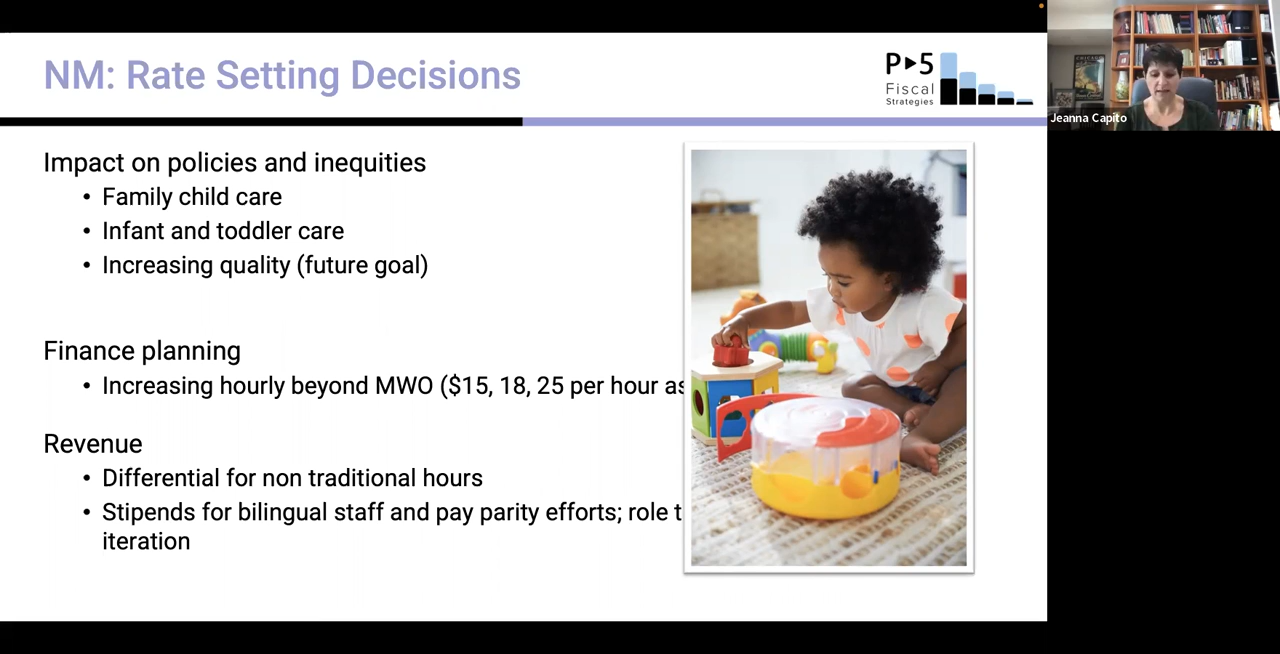 NM: Rate Setting Decisions
P▸5
Fiscal
Strategies
Jeanna Capito
Impact on policies and inequities
• Family child care
• Infant and toddler care
• Increasing quality (future goal)
Finance planning
• Increasing hourly beyond MWO ($15, 18, 25 per hour as
Revenue
• Differential for non traditional hours
• Stipends for bilingual staff and pay parity efforts; role t
iteration